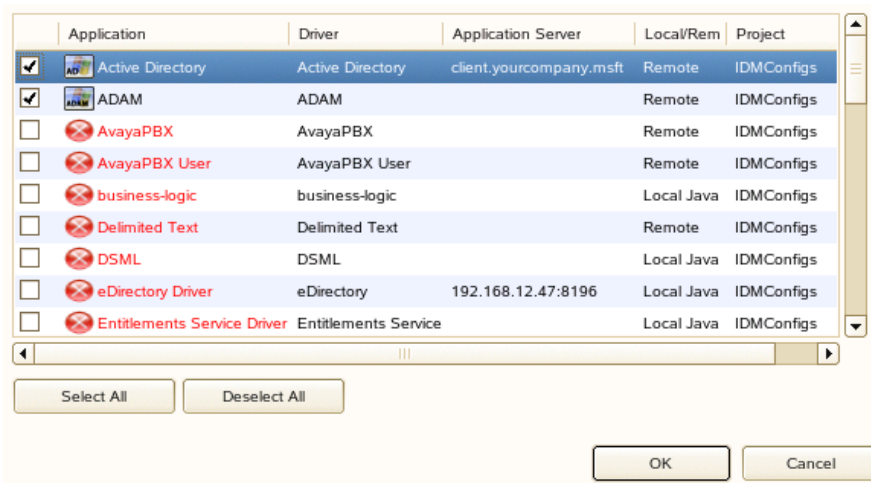 Application Driver Application Server Local/Rem Project
AD Active Directory Active Directory client.yourcompany.msft Remote IDMConfigs
ADAM ADAM ADAM Remote IDMConfigs
AvayaPBX AvayaPBX Remote IDMConfigs
AvayaPBX User AvayaPBX User Remote IDMConfigs
business-logic business-logic Local Java IDMConfigs
Delimited Text Delimited Text Remote IDMConfigs
DSML DSML Local Java IDMConfigs
eDirectory Driver eDirectory 192.168.12.47:8196 Local Java IDMConfigs
Entitlements Service Driver Entitlements Service Local Java IDMConfigs
Select All Deselect All
OK Cancel